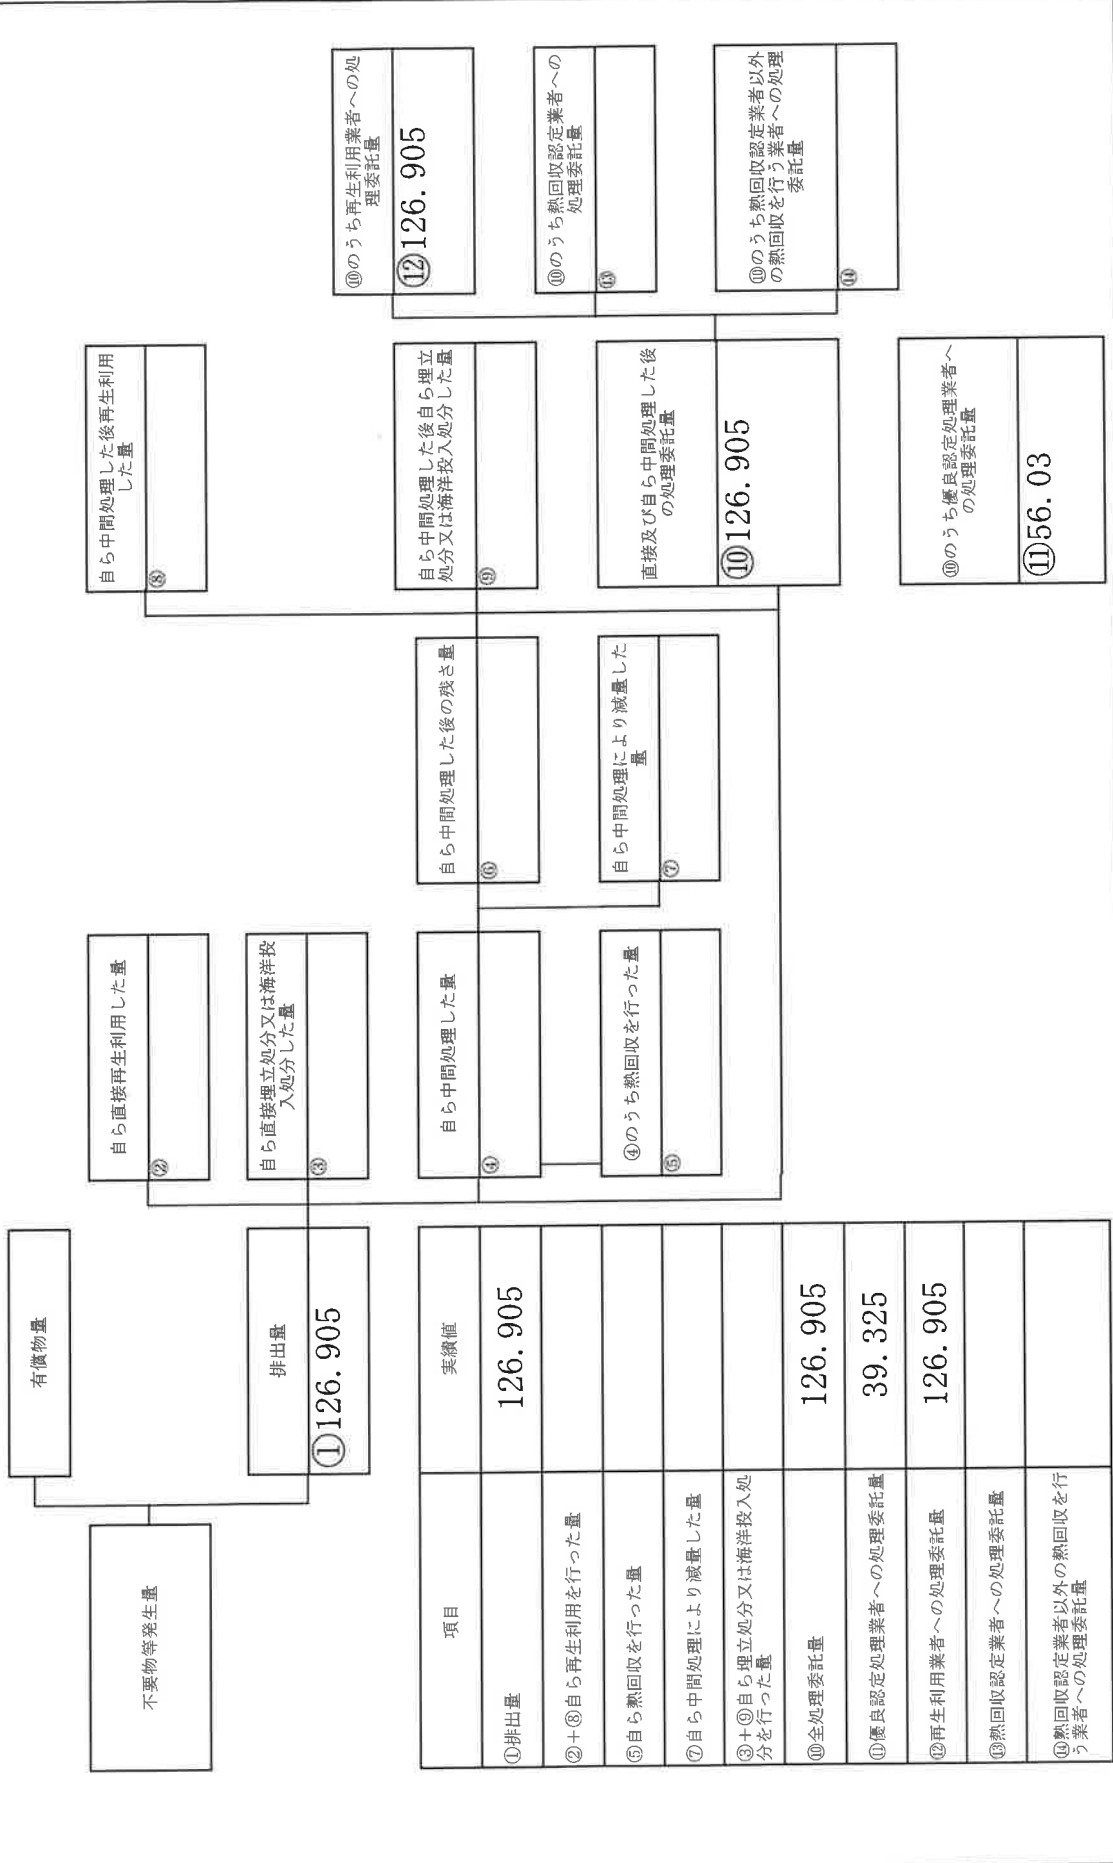 有償物量
不要物等発生量
排出量
①126.905
自ら直接再生利用した量
②
自ら直接埋立処分又は海洋投
入処分した量
③
自ら中間処理した量
④
④のうち熱回収を行った量
⑤
自ら中間処理した後の残さ量
⑥
自ら中間処理により減量した
量
⑦
自ら中間処理した後再生利用
した量
⑧
自ら中間処理した後自ら埋立
処分又は海洋投入処分した量
⑨
直接及び自ら中間処理した後
の処理委託量
⑩126.905
⑩のうち優良認定処理業者へ
の処理委託量
⑪56.03
⑩のうち再生利用業者への処
理委託量
⑫126.905
⑩のうち熱回収認定業者への
処理委託量
⑬
⑩のうち熱回収認定業者以外
の熱回収を行う業者への処理
委託量
⑭
項目 実績値
①排出量 126.905
②+⑧自ら再生利用を行った量
⑤自ら熱回収を行った量
⑦自ら中間処理により減量した量
③+⑨自ら埋立処分又は海洋投入処
分を行った量
⑩全処理委託量 126.905
⑪優良認定処理業者への処理委託量 39.325
⑫再生利用業者への処理委託量 126.905
⑬熱回収認定業者への処理委託量
⑭熱回収認定業者以外の熱回収を行
う業者への処理委託量